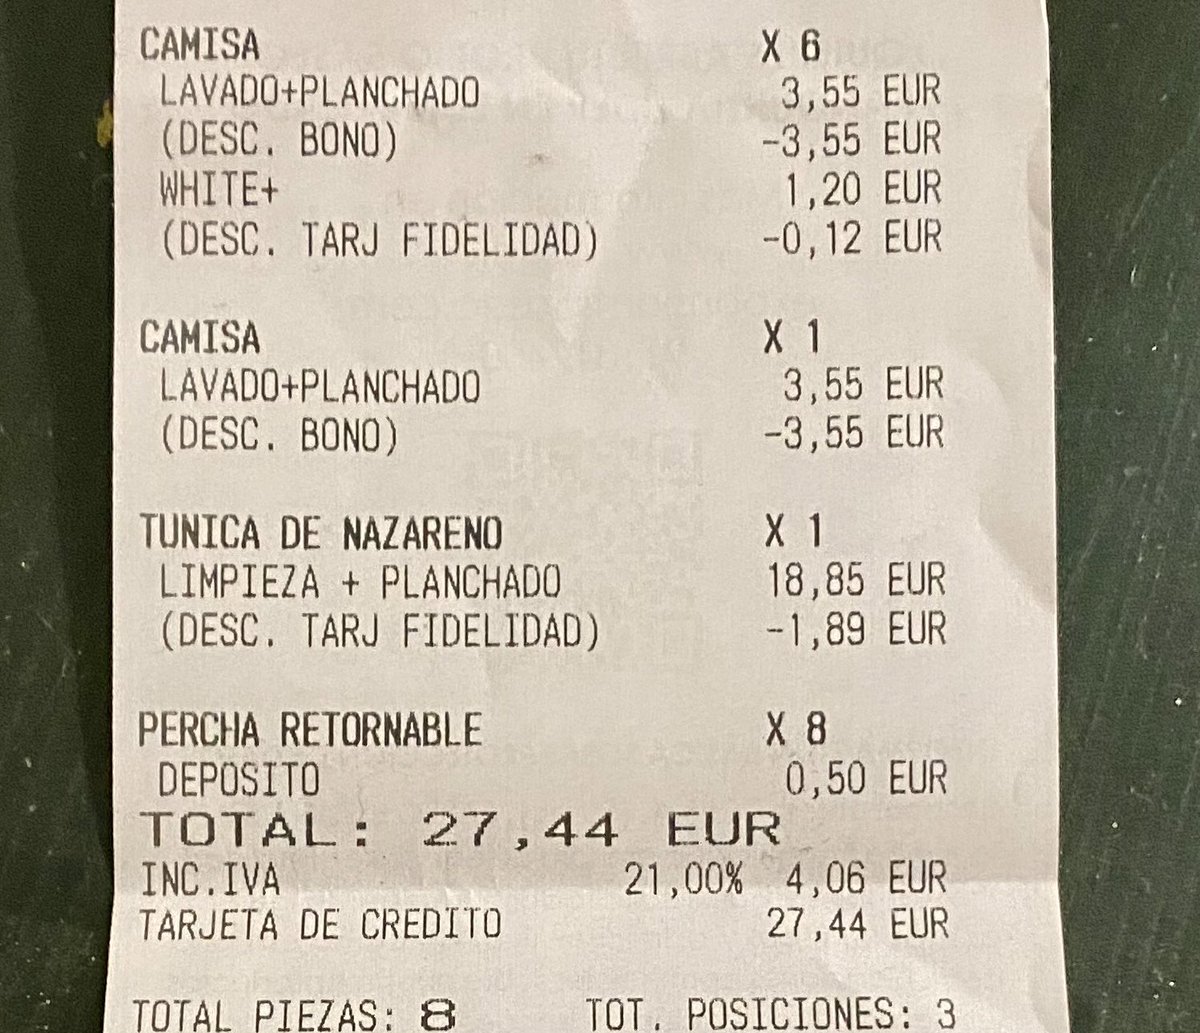 CAMISA X 6
LAVADO+PLANCHADO 3,55 EUR
(DESC. BONO) -3,55 EUR
WHITE+ 1,20 EUR
(DESC. TARJ FIDELIDAD) -0,12 EUR
CAMISA X 1
LAVADO+PLANCHADO 3,55 EUR
(DESC. BONO) -3,55 EUR
TUNICA DE NAZARENO X 1
LIMPIEZA + PLANCHADO 18,85 EUR
(DESC. TARJ FIDELIDAD) -1,89 EUR
PERCHA RETORNABLE X 8
DEPOSITO 0,50 EUR
TOTAL: 27,44 EUR
INC.IVA 21,00% 4,06 EUR
TARJETA DE CREDITO 27,44 EUR
TOTAL PIEZAS: 8 TOT. POSICIONES: 3